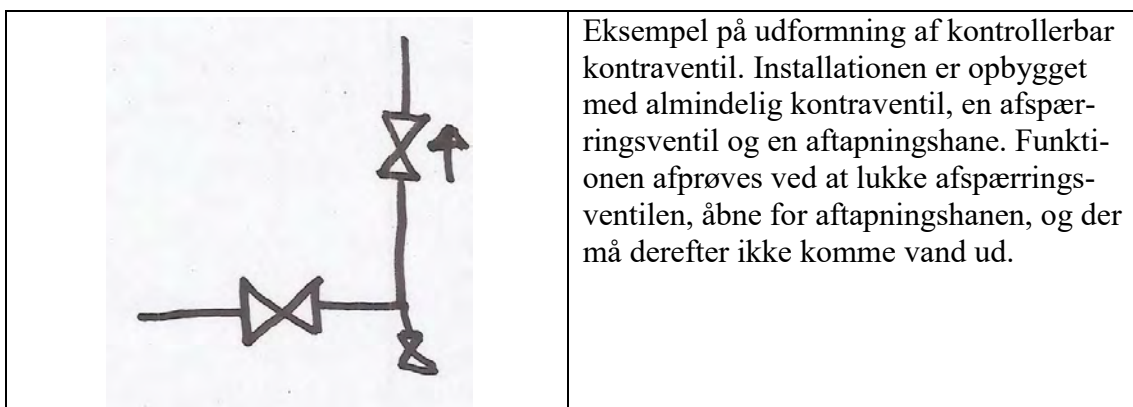 Eksempel på udformning af kontrollerbar
kontraventil. Installationen er opbygget
med almindelig kontraventil, en afspær-
ringsventil og en aftapningshane. Funkti-
onen afprøves ved at lukke afspærrings-
ventilen, åbne for aftapningshanen, og der
må derefter ikke komme vand ud.